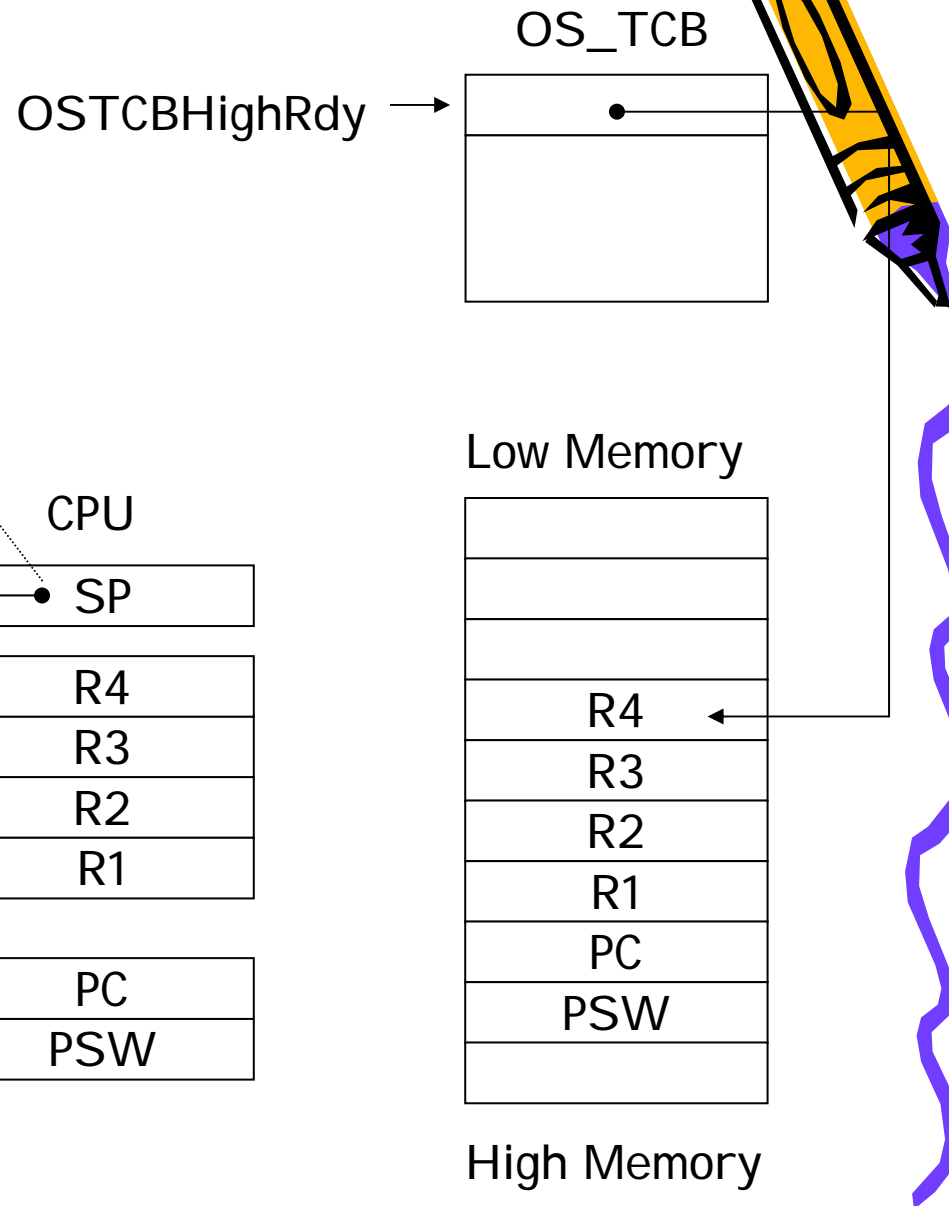 OS_TCB
OSTCBHighRdy
Low Memory
CPU
SP
R4
R3
R2
R1
PC
PSW
R4
R3
R2
R1
PC
PSW
High Memory